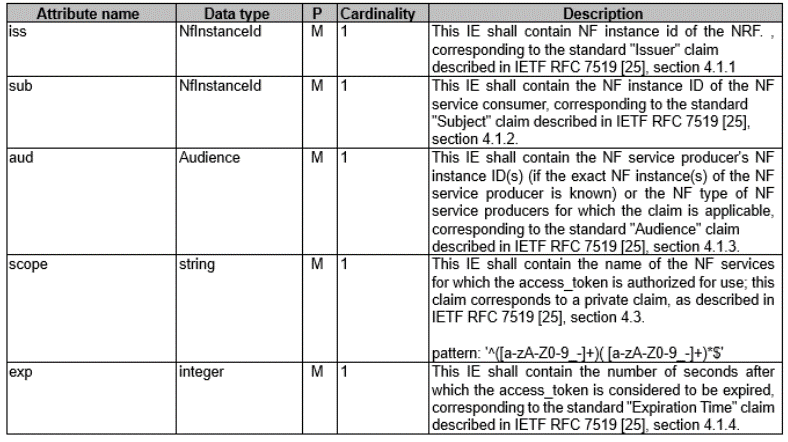 Attribute name Data type P Cardinality Description
iss NfInstanceId M 1 This IE shall contain NF instance id of the NRF. ,
corresponding to the standard "Issuer" claim
described in IETF RFC 7519 [25], section 4.1.1
sub NfInstanceId M 1 This IE shall contain the NF instance ID of the NF
service consumer, corresponding to the standard
"Subject" claim described in IETF RFC 7519 [25],
section 4.1.2.
aud Audience M 1 This IE shall contain the NF service producer's NF
instance ID(s) (if the exact NF instance(s) of the NF
service producer is known) or the NF type of NF
service producers for which the claim is applicable,
corresponding to the standard "Audience" claim
described in IETF RFC 7519 [25], section 4.1.3.
scope string M 1 This IE shall contain the name of the NF services
for which the access_token is authorized for use; this
claim corresponds to a private claim, as described in
IETF RFC 7519 [25], section 4.3.
pattern: '^([a-zA-Z0-9_-]+)( [a-zA-Z0-9_-]+)*$'
exp integer M 1 This IE shall contain the number of seconds after
which the access_token is considered to be expired,
corresponding to the standard "Expiration Time" claim
described in IETF RFC 7519 [25], section 4.1.4.